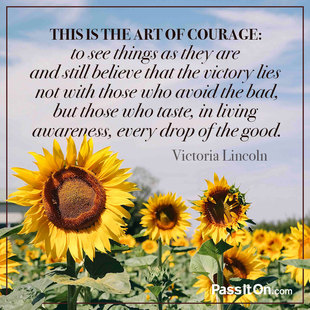 THIS IS THE ART OF COURAGE:
to see things as they are
and still believe that the victory lies
not with those who avoid the bad,
but those who taste, in living
awareness, every drop of the good.
Victoria Lincoln
PassItOn.com